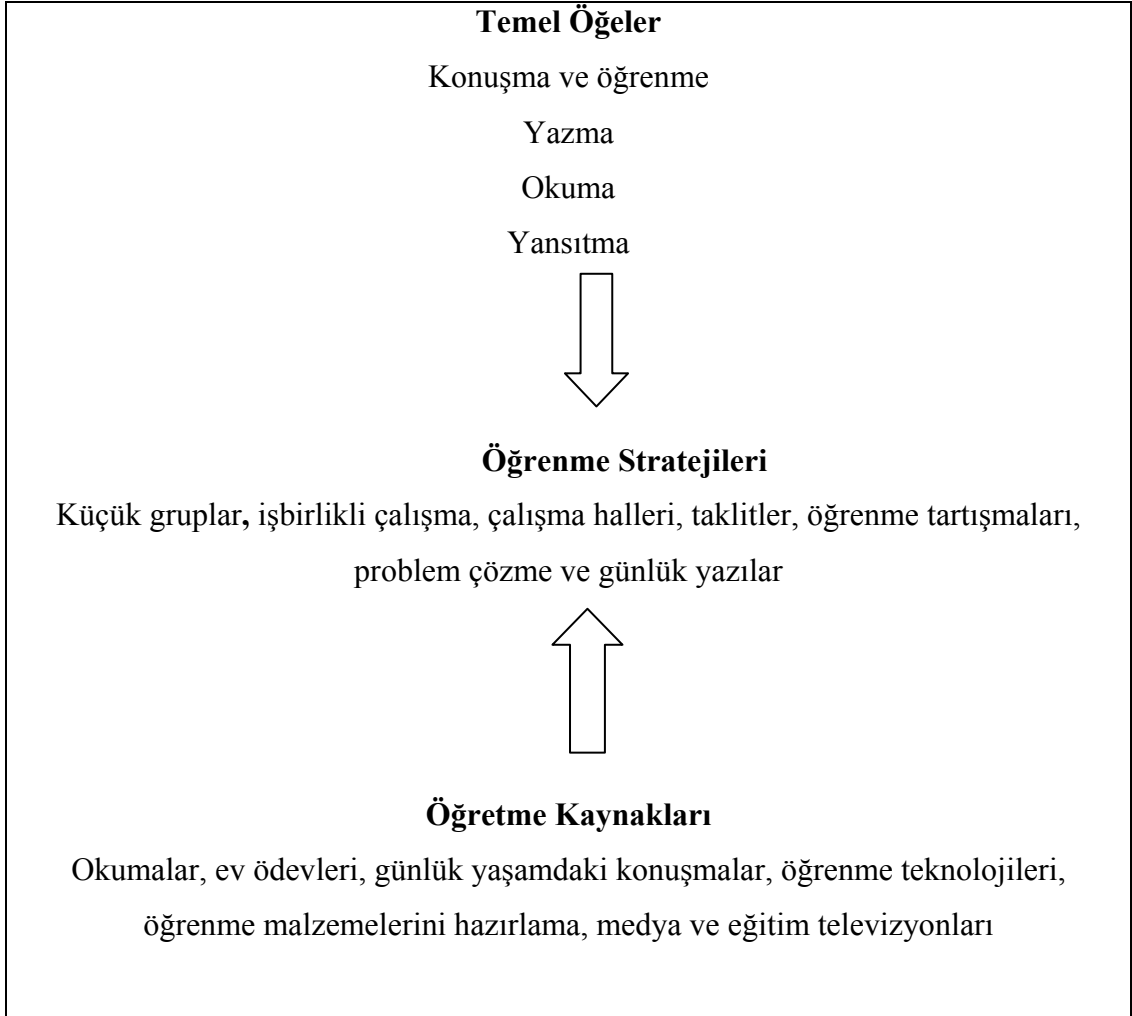 Temel Öğeler
Konuşma ve öğrenme
Yazma
Okuma
Yansıtma
Öğrenme Stratejileri
Küçük gruplar, işbirlikli çalışma, çalışma halleri, taklitler, öğrenme tartışmaları,
problem çözme ve günlük yazılar
Öğretme Kaynakları
Okumalar, ev ödevleri, günlük yaşamdaki konuşmalar, öğrenme teknolojileri,
öğrenme malzemelerini hazırlama, medya ve eğitim televizyonları